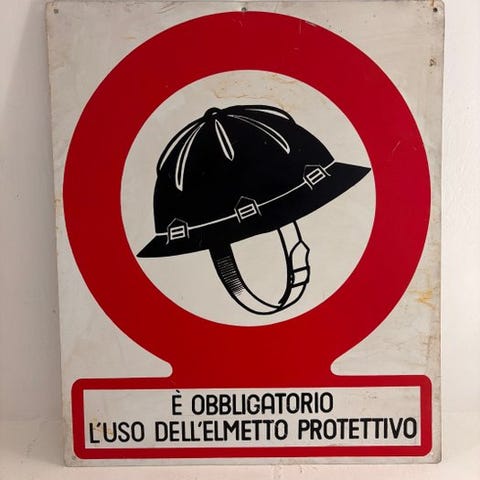 È OBBLIGATORIO
L'USO DELL'ELMETTO PROTETTIVO